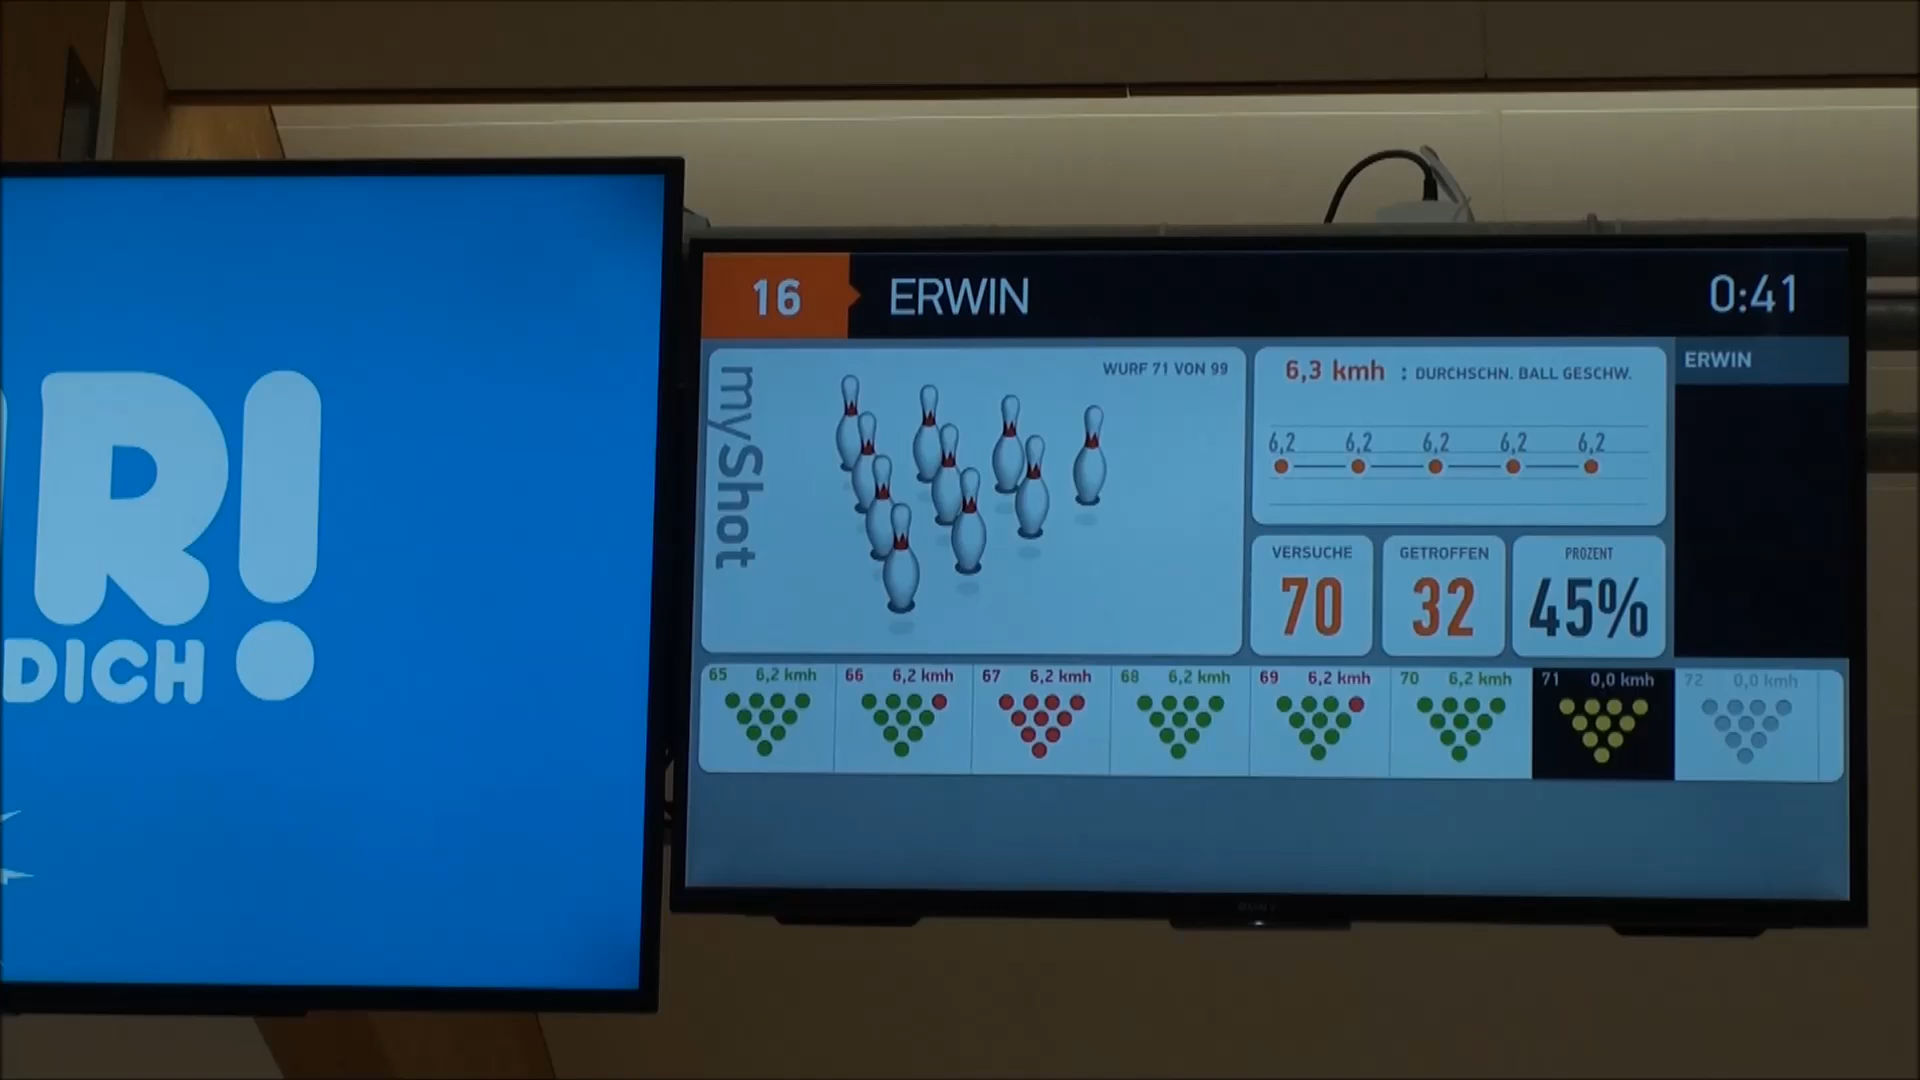 R!
DICH
16
ERWIN
0:41
myShot
WURF 71 VON 99
6,3 kmh : DURCHSCHN. BALL GESCHW.
6,2 6,2 6,2 6,2 6,2
ERWIN
VERSUCHE
70
GETROFFEN
32
PROZENT
45%
65 6,2 kmh
66 6,2 kmh
67 6,2 kmh
68 6,2 kmh
69 6,2 kmh
70 6,2 kmh
71 0,0 kmh
72 0,0 kmh